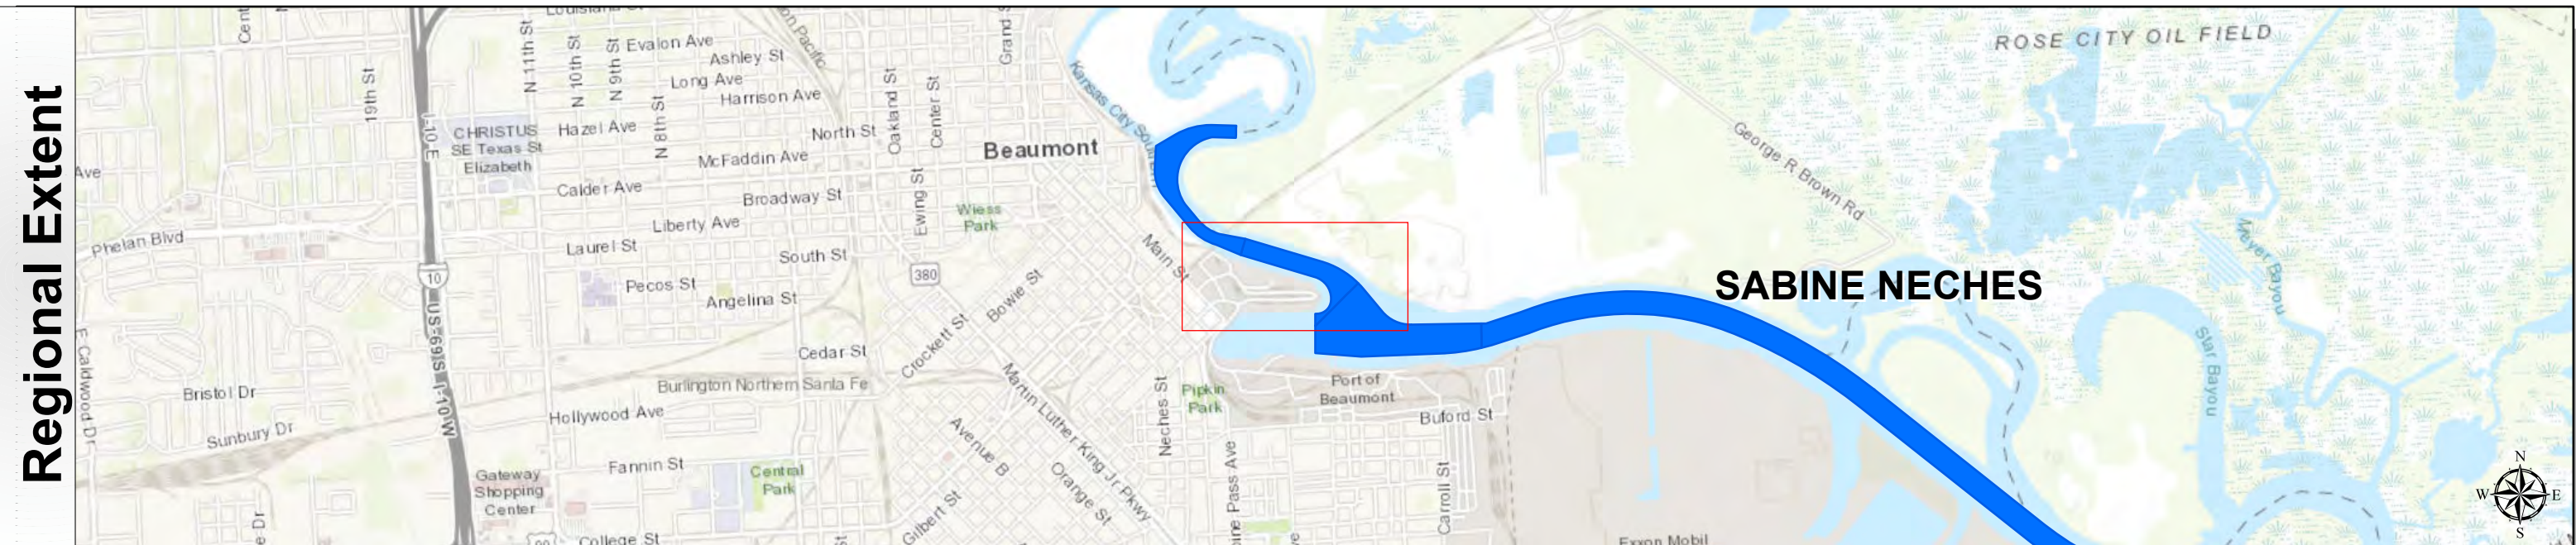 Regional Extent
Louisiana St
Evalon Ave
Ashley St
Long Ave
Harrison Ave
Hazel Ave
North St
McFaddin Ave
Calder Ave
Broadway St
Liberty Ave
Laurel St
South St
Pecos St
Angelina St
Cedar St
Burlington Northern Santa Fe
Hollywood Ave
Fannin St
College St
19th St
N 11th St
N 10th St
N 9th St
N 8th St
Oakland St
Center St
Ewing St
Grand
I-10 E
CHRISTUS
SE Texas St
Elizabeth
Ave
Phelan Blvd
10
US-69S I-10W
E Caldwood Dr
Bristol Dr
Sunbury Dr
Gateway
Shopping
Center
Central
Park
380
Wiess
Park
Beaumont
Kansas City
Main St
Bowie St
Crockett St
Martin Luther King Jr Pkwy
Avenue B
Orange St
Gilbert St
Neches St
Pipkin
Park
Pass Ave
Port of
Beaumont
Buford St
Carroll St
Exxon Mobil
SABINE NECHES
George R Brown Rd
ROSE CITY OIL FIELD
Meyer Bayou
Star Bayou
N
W
E
S